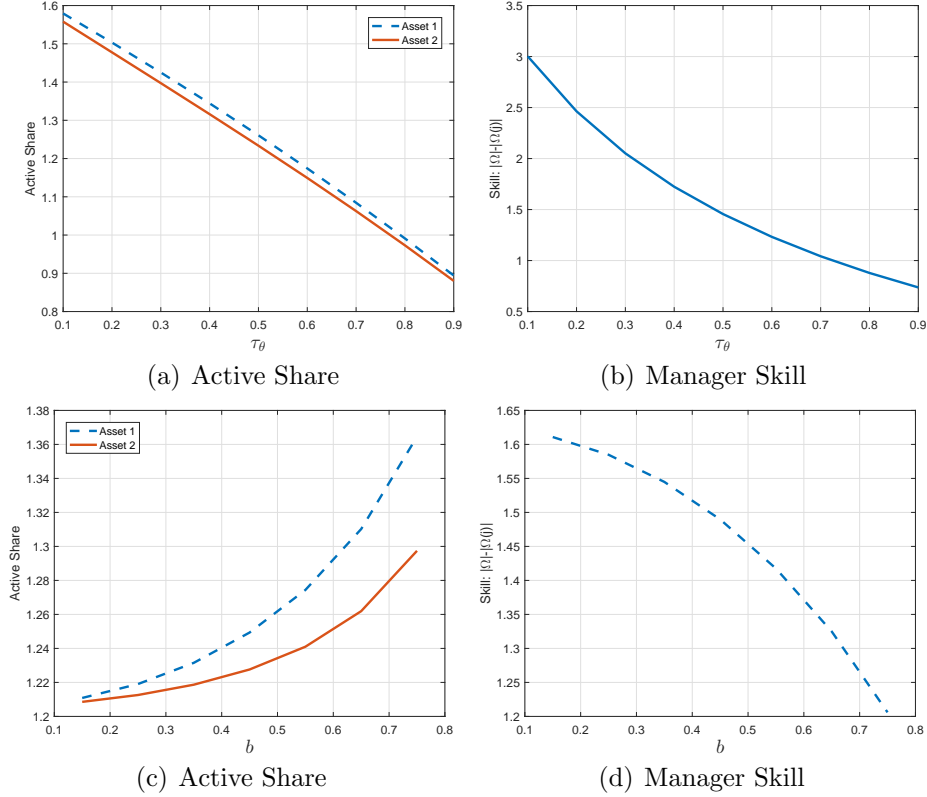 1.6
1.5
1.4
1.3
1.2
1.1
1
0.9
0.8
Active Share
Asset 1
Asset 2
0.1 0.2 0.3 0.4 0.5 0.6 0.7 0.8 0.9
τθ
(a) Active Share
3.5
3
2.5
2
1.5
1
0.5
Skill: |Ω|-|Ω(j)|
0.1 0.2 0.3 0.4 0.5 0.6 0.7 0.8 0.9
τθ
(b) Manager Skill
1.38
1.36
1.34
1.32
1.3
1.28
1.26
1.24
1.22
1.2
Active Share
Asset 1
Asset 2
0.1 0.2 0.3 0.4 0.5 0.6 0.7 0.8
b
(c) Active Share
1.65
1.6
1.55
1.5
1.45
1.4
1.35
1.3
1.25
1.2
Skill: |Ω|-|Ω(j)|
0.1 0.2 0.3 0.4 0.5 0.6 0.7 0.8
b
(d) Manager Skill